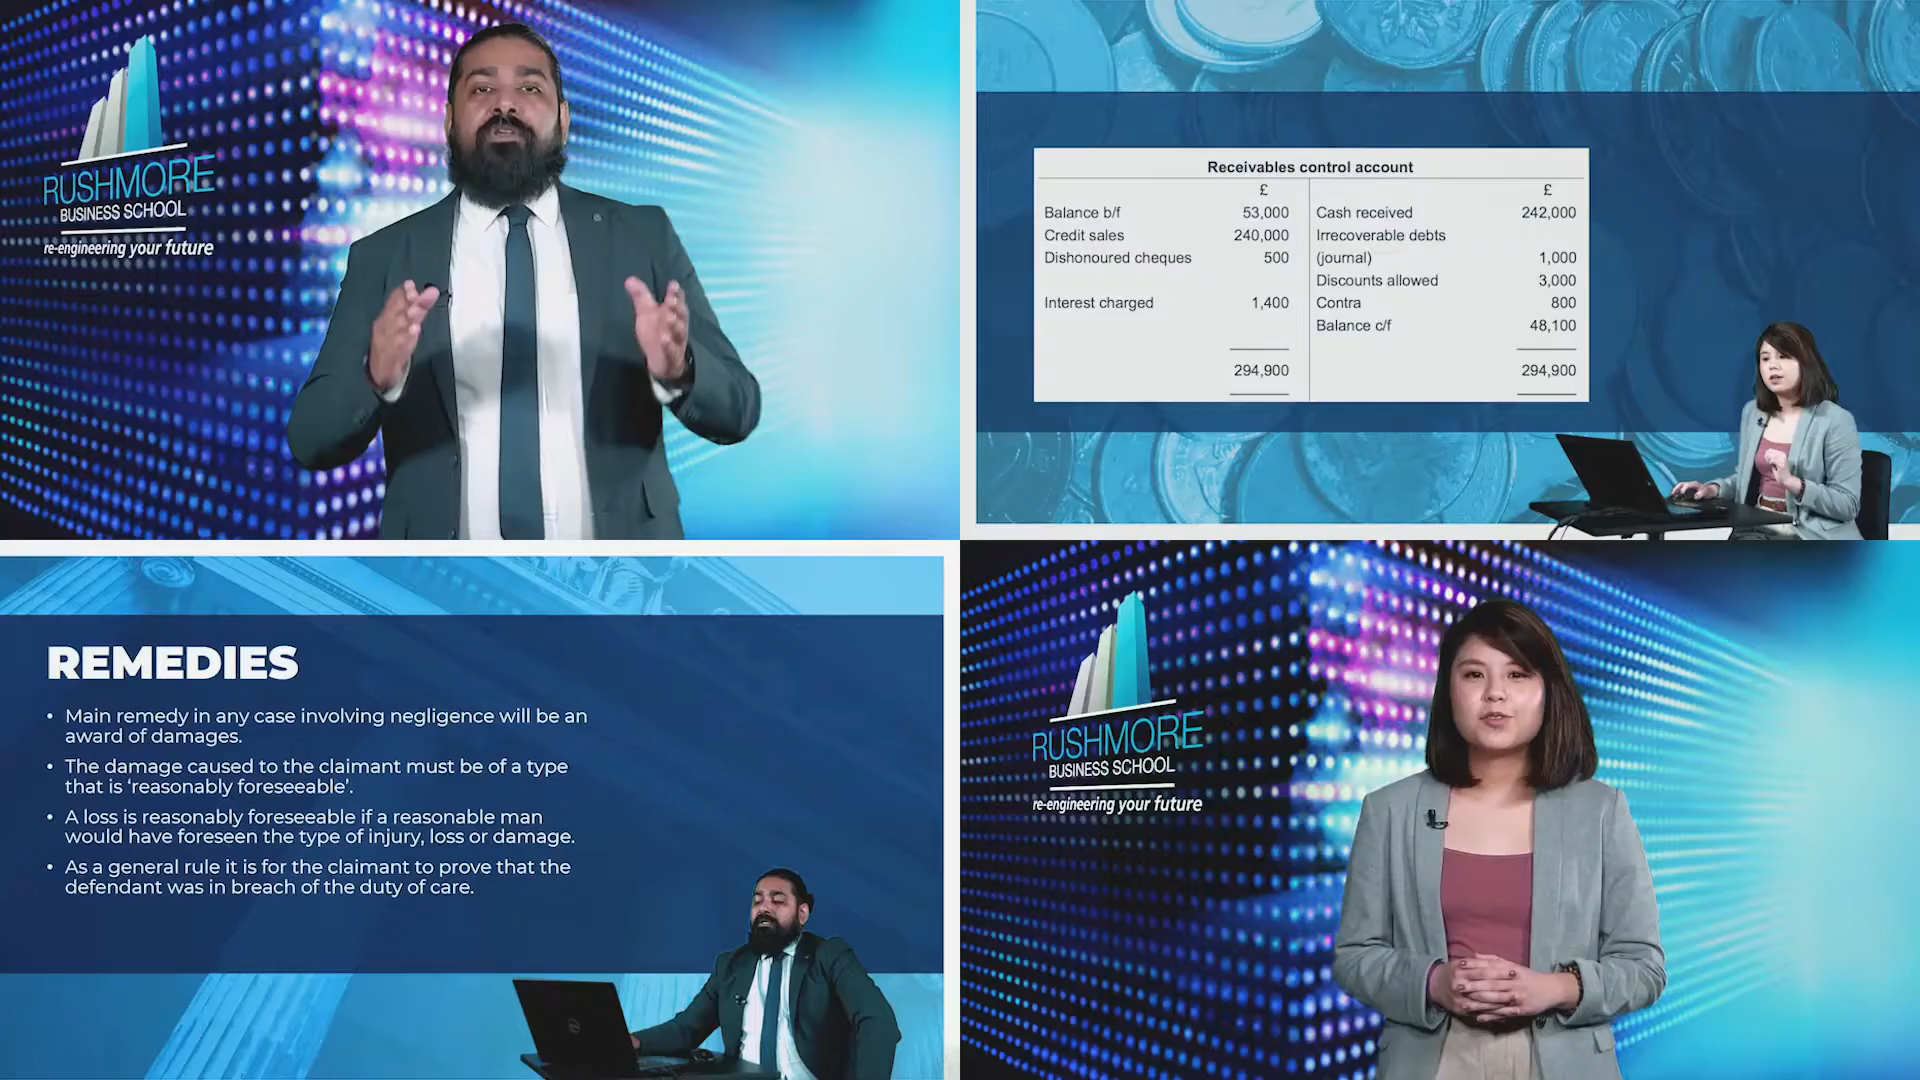 RUSHMORE
BUSINESS SCHOOL
re-engineering your future
Receivables control account
£ £
Balance b/f 53,000 Cash received 242,000
Credit sales 240,000 Irrecoverable debts
Dishonoured cheques 500 (journal) 1,000
Discounts allowed 3,000
Interest charged 1,400 Contra 800
Balance c/f 48,100
294,900 294,900
REMEDIES
• Main remedy in any case involving negligence will be an
award of damages.
• The damage caused to the claimant must be of a type
that is ‘reasonably foreseeable’.
• A loss is reasonably foreseeable if a reasonable man
would have foreseen the type of injury, loss or damage.
• As a general rule it is for the claimant to prove that the
defendant was in breach of the duty of care.
RUSHMORE
BUSINESS SCHOOL
re-engineering your future